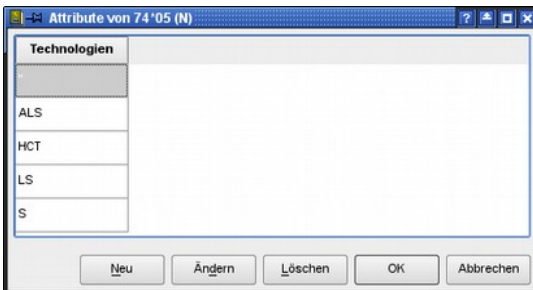 Attribute von 74*05 (N)
Technologien
''
ALS
HCT
LS
S
Neu Ändern Löschen OK Abbrechen